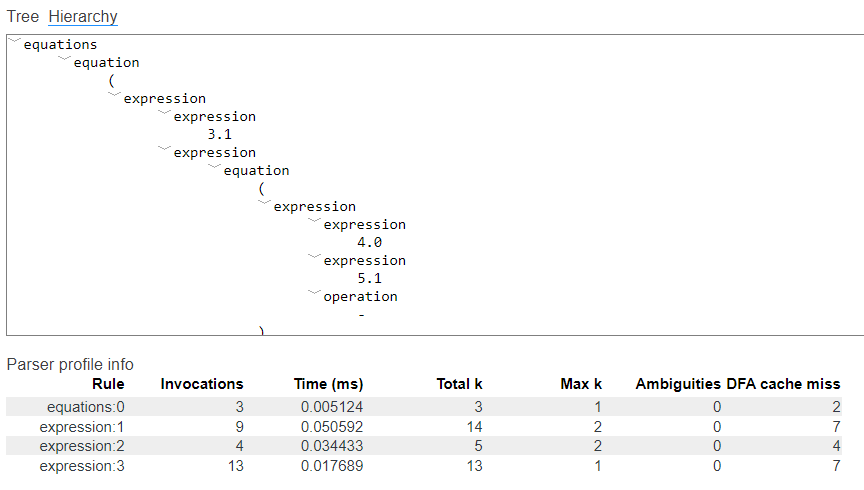 Tree Hierarchy
equations
equation
(
expression
expression
3.1
expression
equation
(
expression
expression
4.0
expression
5.1
operation
-
)
Parser profile info
Rule Invocations Time (ms) Total k Max k Ambiguities DFA cache miss
equations:0 3 0.005124 3 1 0 2
expression:1 9 0.050592 14 2 0 7
expression:2 4 0.034433 5 2 0 4
expression:3 13 0.017689 13 1 0 7